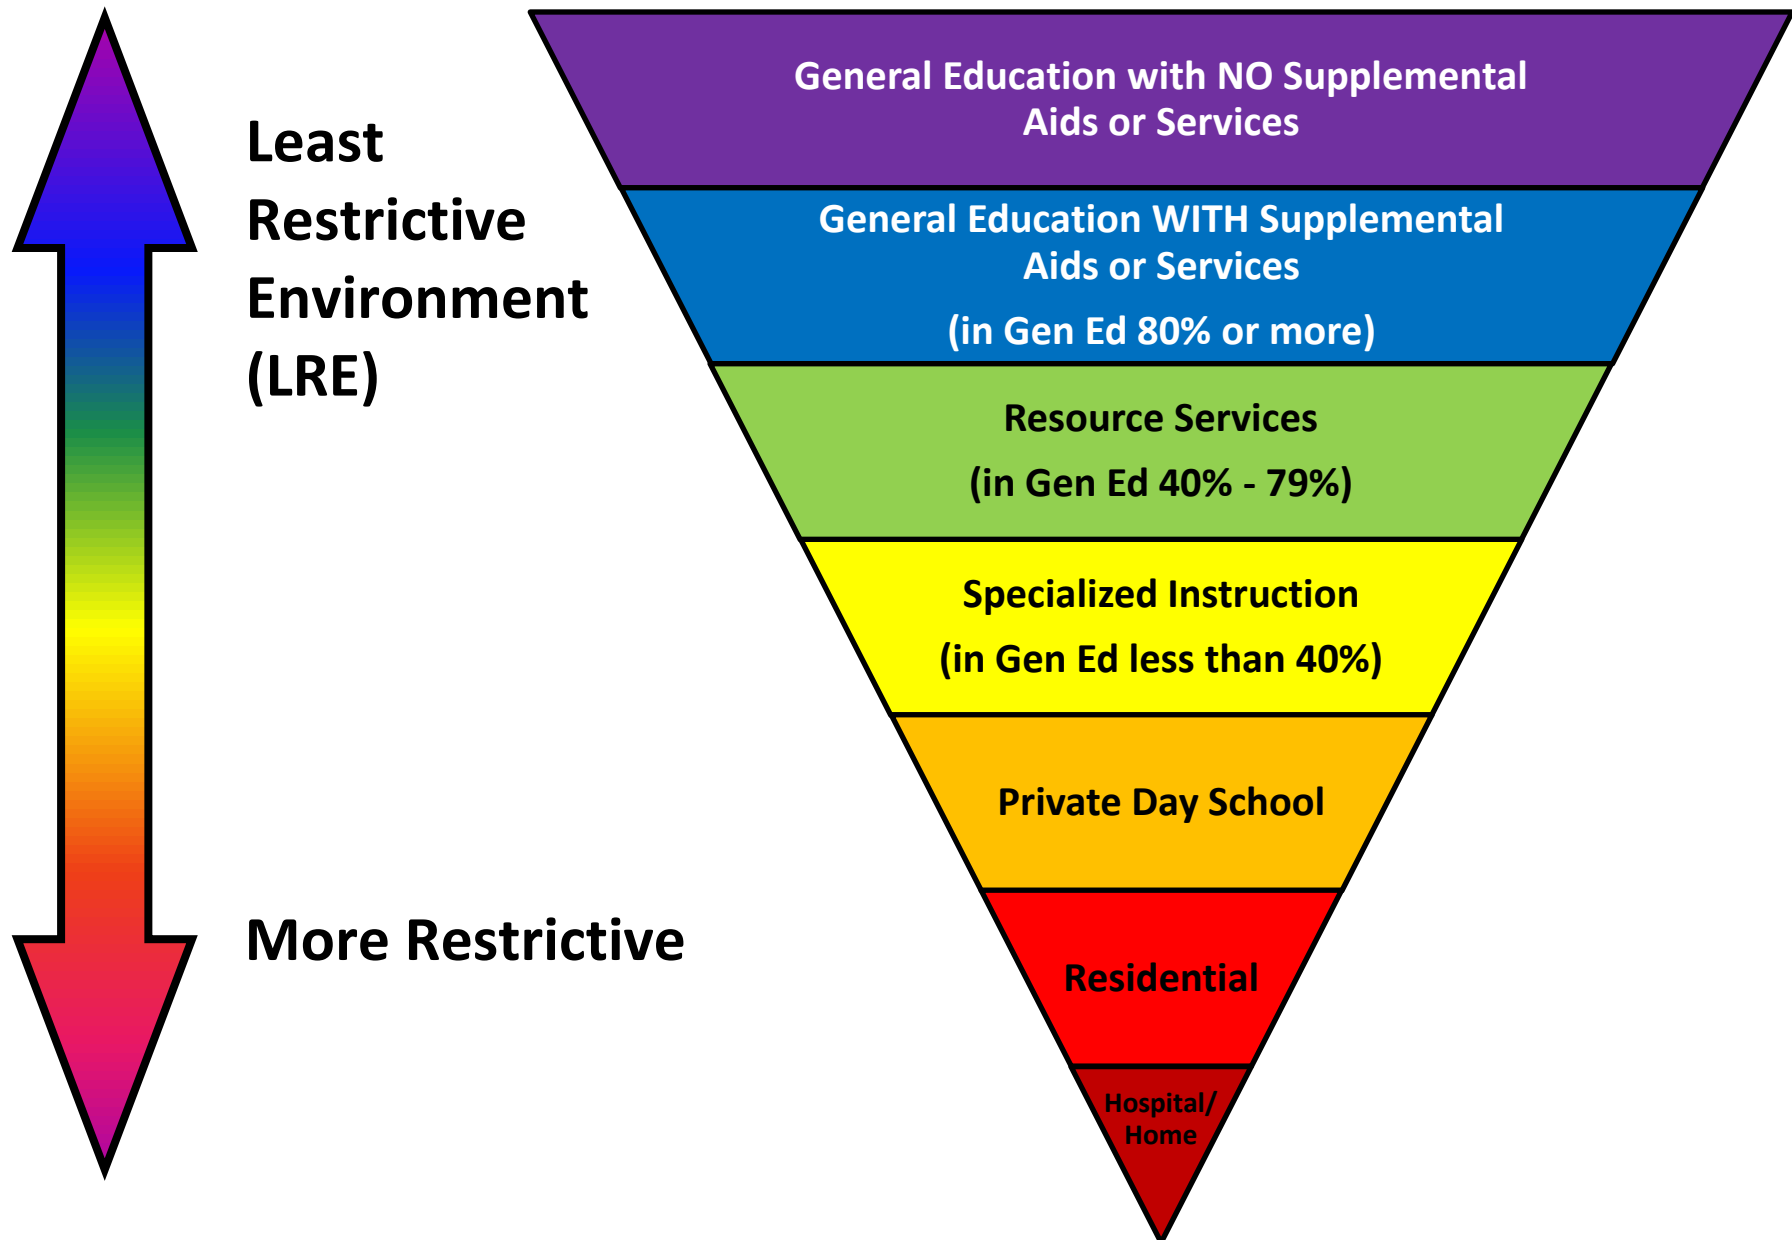 Least
Restrictive
Environment
(LRE)
More Restrictive
General Education with NO Supplemental
Aids or Services
General Education WITH Supplemental
Aids or Services
(in Gen Ed 80% or more)
Resource Services
(in Gen Ed 40% - 79%)
Specialized Instruction
(in Gen Ed less than 40%)
Private Day School
Residential
Hospital/
Home